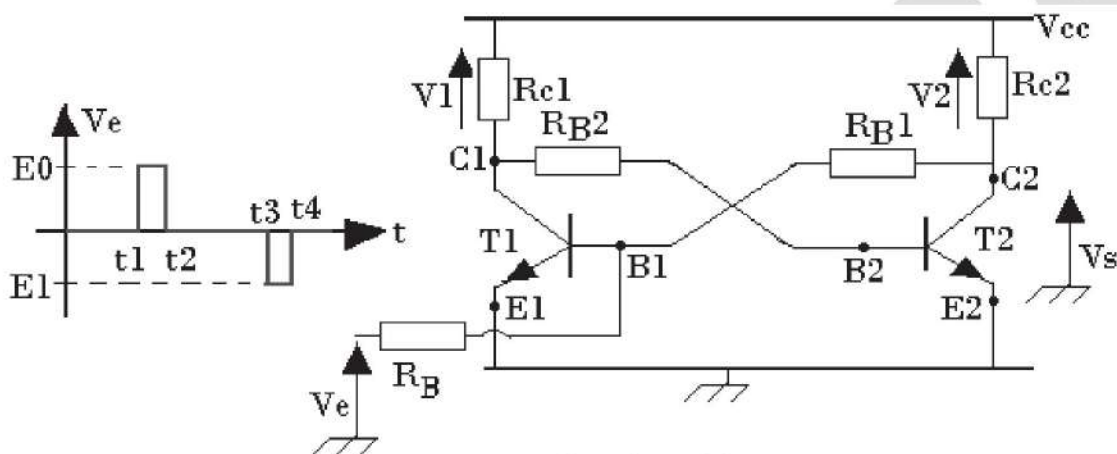 Vcc
V1
Rc1
V2
Rc2
Ve
RB2
RB1
E0
C1
C2
t3 t4
t
T1
B1
B2
T2
Vs
t1 t2
E1
E1
E2
RB
Ve